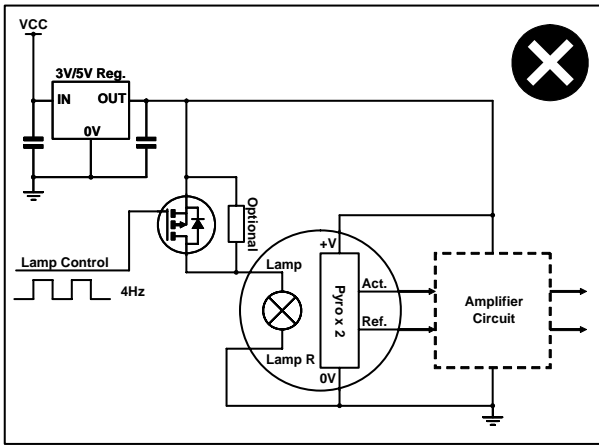 VCC
3V/5V Reg.
IN
OUT
0V
Optional
Lamp Control
4Hz
Lamp
+V
Act.
Pyro x 2
Ref.
Lamp R
0V
Amplifier
Circuit